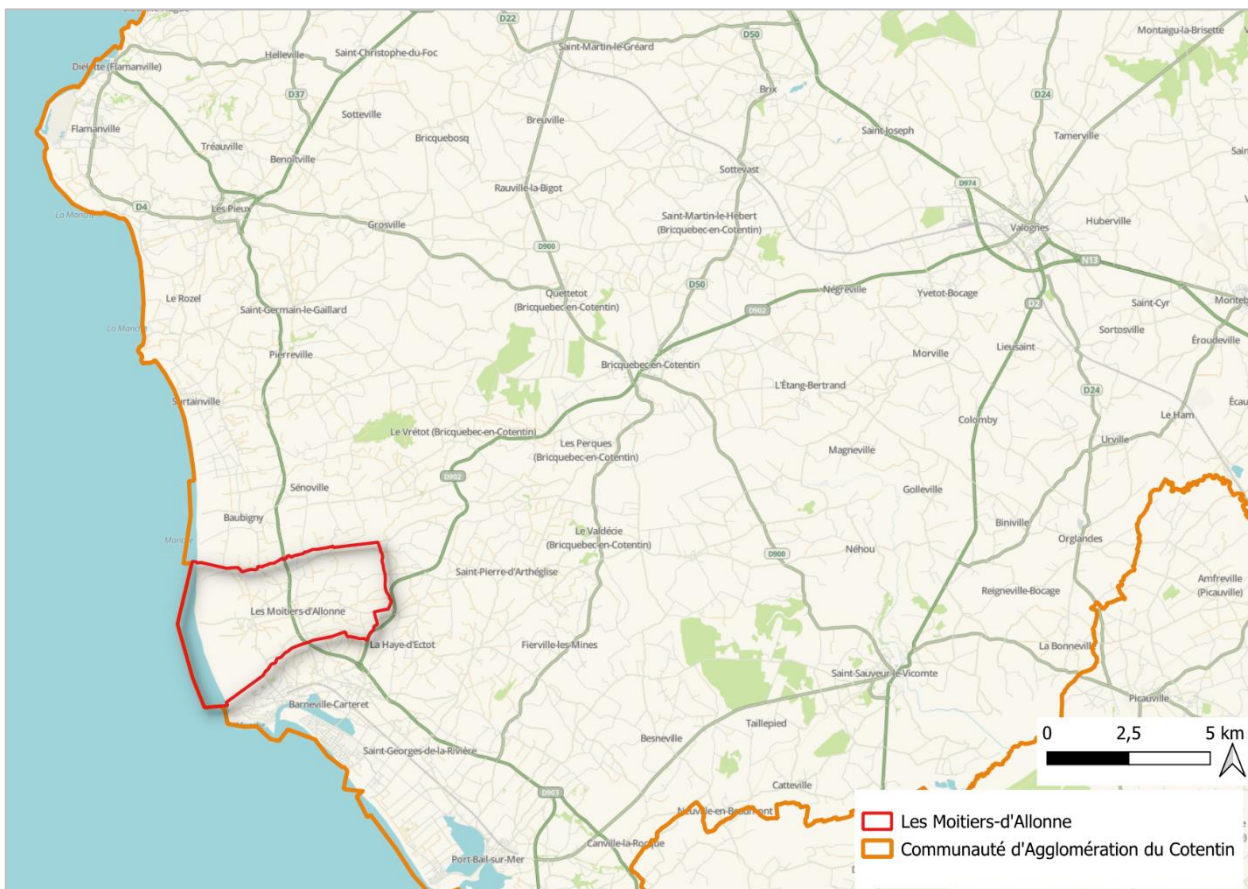 D22
Saint-Martin-le-Gréard
D50
Montaigu-la-Brisette
Helleville
Saint-Christophe-du-Foc
Diélette (Flamanville)
D37
Brix
D24
Sotteville
Breuville
Flamanville
Saint-Joseph
Tamerville
Bricquebosq
Tréauville
Benoîtville
Sottevast
Rauville-la-Bigot
D974
D4
Les Pieux
La Manche
Grosville
Saint-Martin-le-Hébert
(Bricquebec-en-Cotentin)
Huberville
Valognes
D900
N13
D50
Le Rozel
Quettetot
(Bricquebec-en-Cotentin)
Négreville
Yvetot-Bocage
Saint-Cyr
D2
Saint-Germain-le-Gaillard
D902
La Manche
Sortosville
Lieusaint
Éroudeville
Pierreville
Morville
Bricquebec-en-Cotentin
L'Étang-Bertrand
D24
Surtainville
Le Ham
Colomby
Le Vrétot (Bricquebec-en-Cotentin)
Les Perques
(Bricquebec-en-Cotentin)
Urville
Magneville
D902
Sénoville
Golleville
Baubigny
Biniville
Le Valdécie
(Bricquebec-en-Cotentin)
Orglandes
Manche
D900
Néhou
Saint-Pierre-d'Arthéglise
Amfreville
(Picauville)
Reigneville-Bocage
Les Moitiers-d'Allonne
La Haye-d'Ectot
Fierville-les-Mines
La Bonneville
Saint-Sauveur-le-Vicomte
Picauville
Barneville-Carteret
Taillepied
Besneville
Saint-Georges-de-la-Rivière
0 2,5 5 km
Catteville
D903
Neuville-en-Beaumont
Canville-la-Rocque
Port-Bail-sur-Mer
Les Moitiers-d'Allonne
Communauté d'Agglomération du Cotentin